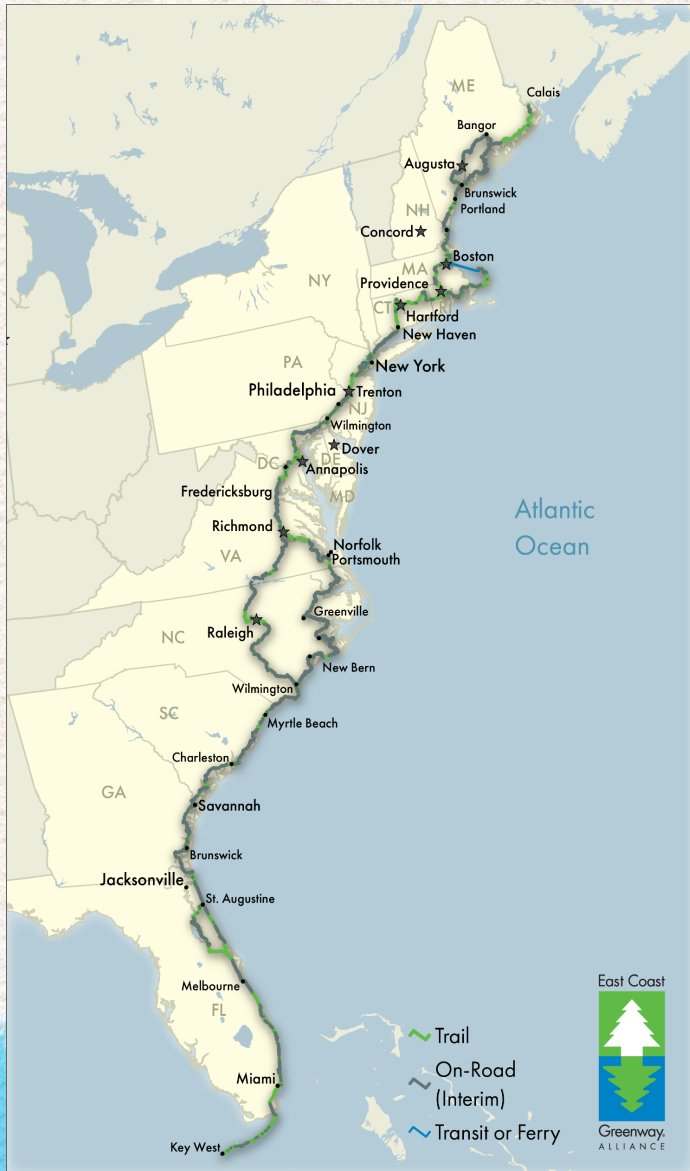 ME
Calais
Bangor
Augusta
Brunswick
Portland
NH
Concord
Boston
MA
Providence
NY
CT
RI
Hartford
New Haven
PA
New York
Philadelphia
Trenton
NJ
Wilmington
Dover
DC
DE
Annapolis
Fredericksburg
MD
Atlantic
Ocean
Richmond
Norfolk
VA
Portsmouth
Greenville
Raleigh
NC
New Bern
Wilmington
SC
Myrtle Beach
Charleston
GA
Savannah
Brunswick
Jacksonville
St. Augustine
Melbourne
FL
East Coast
Trail
On-Road
(Interim)
Miami
Transit or Ferry
Greenway®
ALLIANCE
Key West